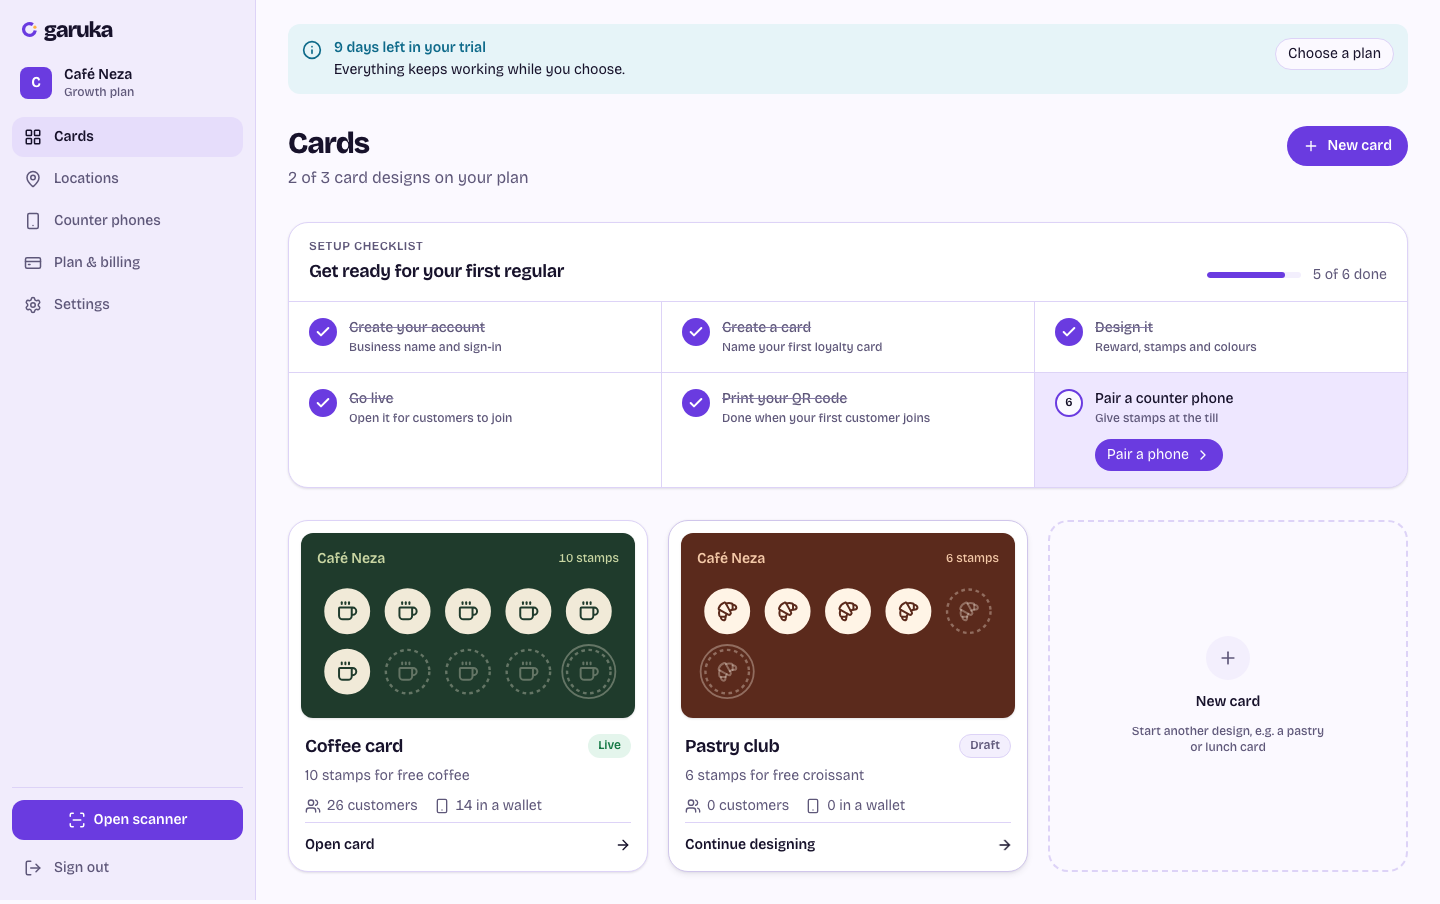 garuka
C
Café Neza
Growth plan
Cards
Locations
Counter phones
Plan & billing
Settings
Open scanner
Sign out
9 days left in your trial
Everything keeps working while you choose.
Choose a plan
Cards
2 of 3 card designs on your plan
New card
SETUP CHECKLIST
Get ready for your first regular
5 of 6 done
Create your account
Business name and sign-in
Create a card
Name your first loyalty card
Design it
Reward, stamps and colours
Go live
Open it for customers to join
Print your QR code
Done when your first customer joins
6
Pair a counter phone
Give stamps at the till
Pair a phone
Café Neza
10 stamps
Coffee card
Live
10 stamps for free coffee
26 customers
14 in a wallet
Open card
Café Neza
6 stamps
Pastry club
Draft
6 stamps for free croissant
0 customers
0 in a wallet
Continue designing
New card
Start another design, e.g. a pastry
or lunch card